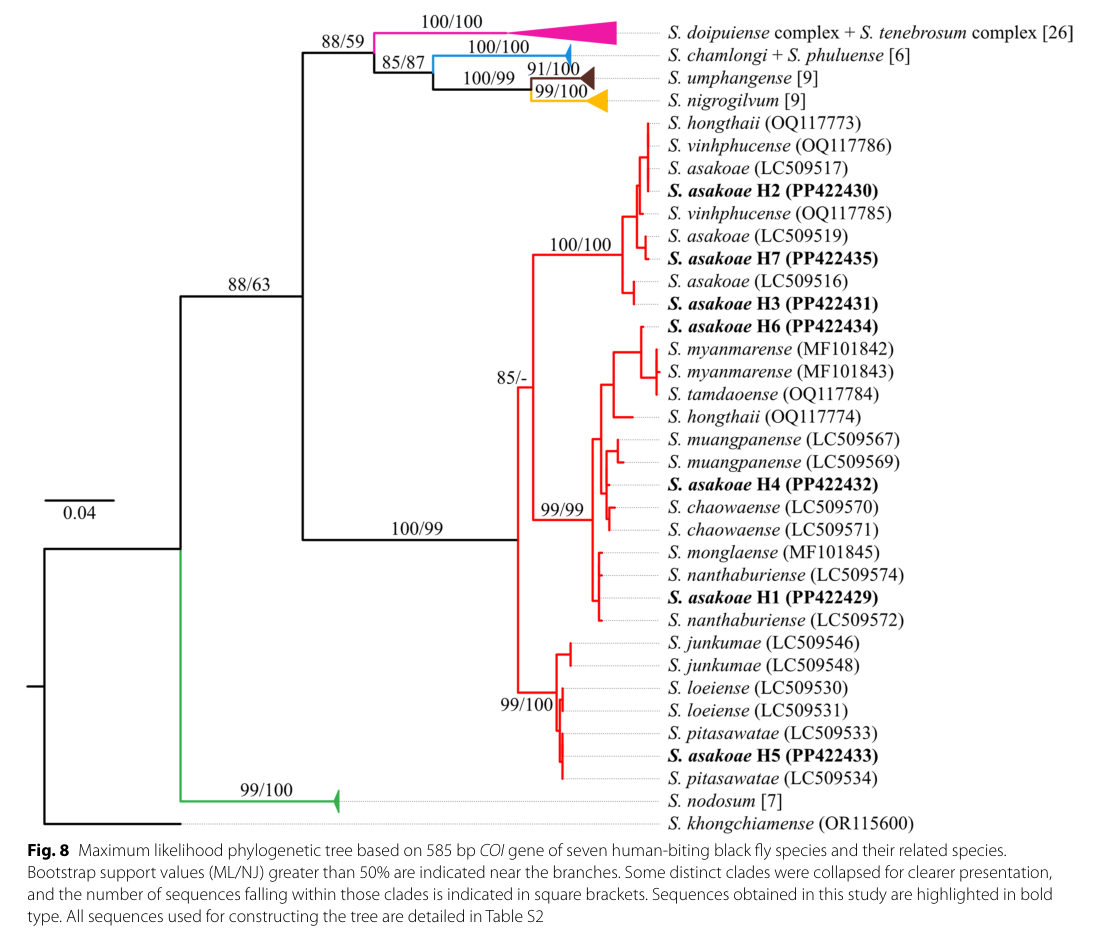 100/100
S. doipuiense complex + S. tenebrosum complex [26]
88/59
100/100
S. chamlongi + S. phuluense [6]
85/87
91/100
S. umphangense [9]
100/99
99/100
S. nigrogilvum [9]
S. hongthaii (OQ117773)
S. vinhphucense (OQ117786)
S. asakoae (LC509517)
S. asakoae H2 (PP422430)
S. vinhphucense (OQ117785)
S. asakoae (LC509519)
100/100
S. asakoae H7 (PP422435)
S. asakoae (LC509516)
88/63
S. asakoae H3 (PP422431)
S. asakoae H6 (PP422434)
S. myanmarense (MF101842)
S. myanmarense (MF101843)
85/-
S. tamdaoense (OQ117784)
S. hongthaii (OQ117774)
S. muangpanense (LC509567)
S. muangpanense (LC509569)
S. asakoae H4 (PP422432)
0.04
99/99
S. chaowaense (LC509570)
100/99
S. chaowaense (LC509571)
S. monglaense (MF101845)
S. nanthaburiense (LC509574)
S. asakoae H1 (PP422429)
S. nanthaburiense (LC509572)
S. junkumae (LC509546)
S. junkumae (LC509548)
S. loeiense (LC509530)
99/100
S. loeiense (LC509531)
S. pitasawatae (LC509533)
S. asakoae H5 (PP422433)
S. pitasawatae (LC509534)
99/100
S. nodosum [7]
S. khongchiamense (OR115600)
Fig. 8 Maximum likelihood phylogenetic tree based on 585 bp COI gene of seven human-biting black fly species and their related species.
Bootstrap support values (ML/NJ) greater than 50% are indicated near the branches. Some distinct clades were collapsed for clearer presentation,
and the number of sequences falling within those clades is indicated in square brackets. Sequences obtained in this study are highlighted in bold
type. All sequences used for constructing the tree are detailed in Table S2